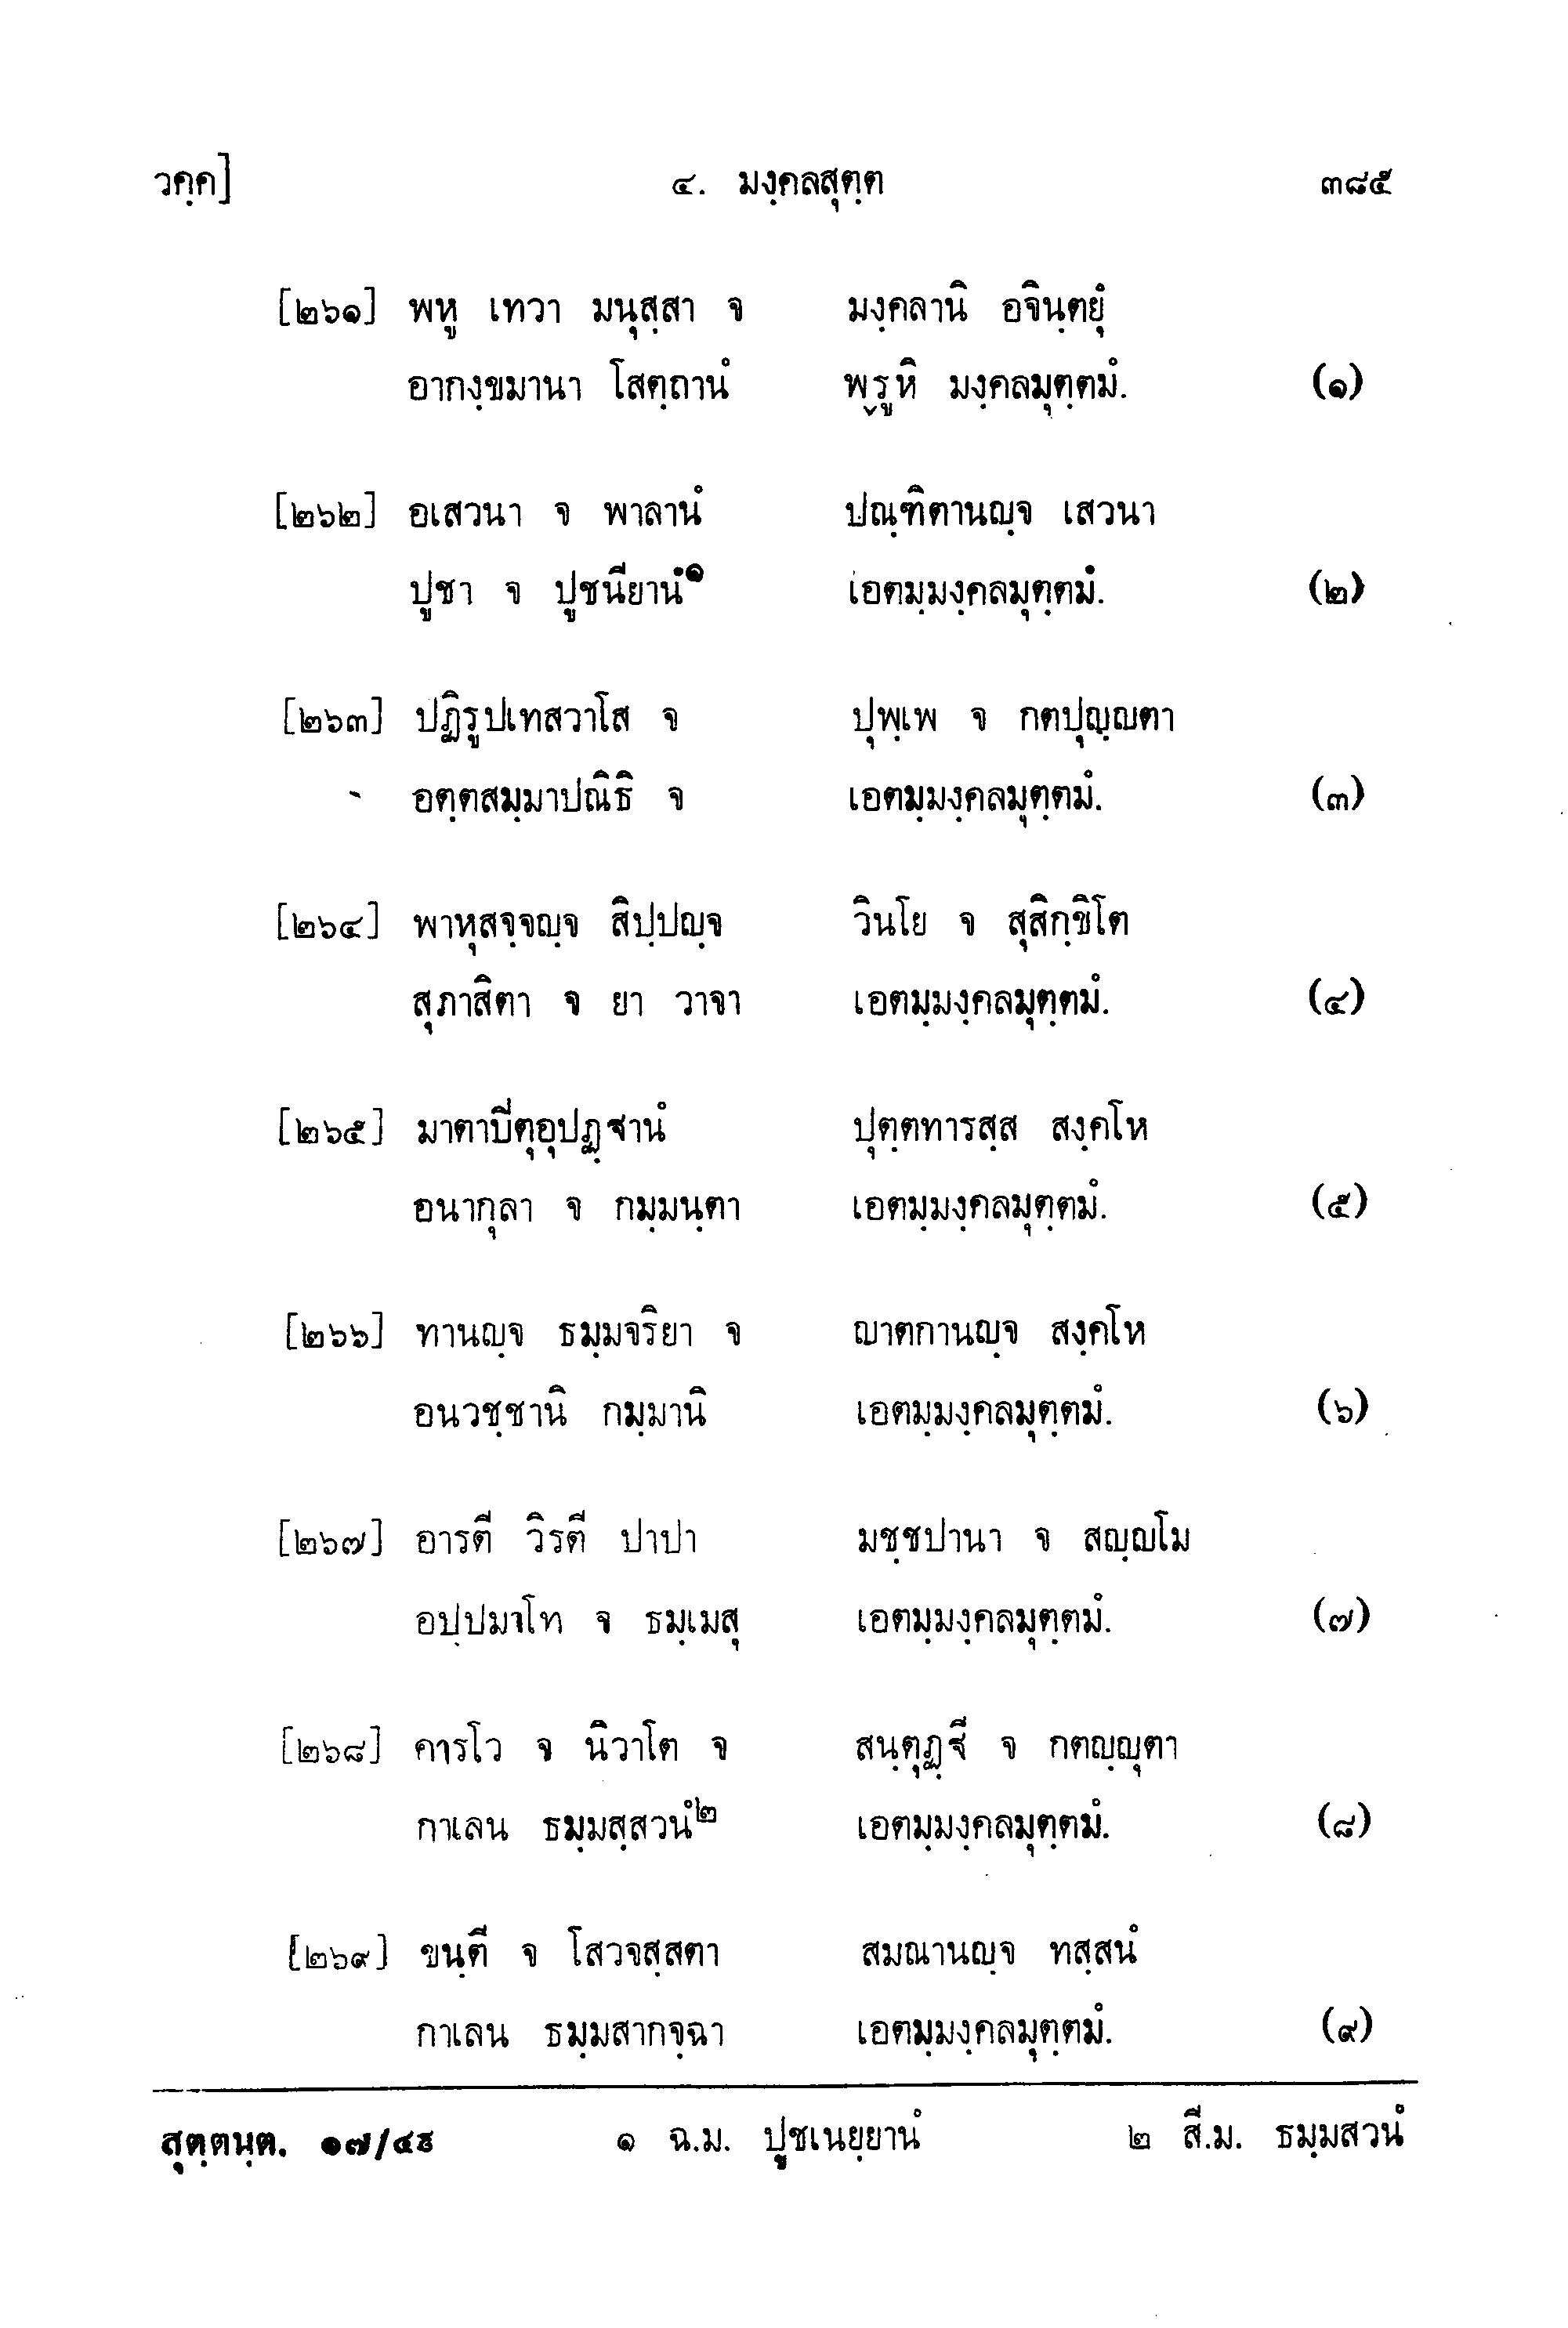 วคฺค] ๔. มงฺคลสุตฺต ๓๘๕
[๒๖๑] พหู เทวา มนุสฺสา จ มงฺคลานิ อจินฺตยุํ
อากงฺขมานา โสตฺถานํ พฺรูหิ มงฺคลมุตฺตมํ. (๑)
[๒๖๒] อเสวนา จ พาลานํ ปณฺฑิตานญฺจ เสวนา
ปูชา จ ปูชนียานํ๑ เอตมฺมงฺคลมุตฺตมํ. (๒)
[๒๖๓] ปฏิรูปเทสวาโส จ ปุพฺเพ จ กตปุญฺญตา
อตฺตสมฺมาปณิธิ จ เอตมฺมงฺคลมุตฺตมํ. (๓)
[๒๖๔] พาหุสจฺจญฺจ สิปฺปญฺจ วินโย จ สุสิกฺขิโต
สุภาสิตา จ ยา วาจา เอตมฺมงฺคลมุตฺตมํ. (๔)
[๒๖๕] มาตาปิตุอุปฏฺฐานํ ปุตฺตทารสฺส สงฺคโห
อนากุลา จ กมฺมนฺตา เอตมฺมงฺคลมุตฺตมํ. (๕)
[๒๖๖] ทานญฺจ ธมฺมจริยา จ ญาตกานญฺจ สงฺคโห
อนวชฺชานิ กมฺมานิ เอตมฺมงฺคลมุตฺตมํ. (๖)
[๒๖๗] อารตี วิรตี ปาปา มชฺชปานา จ สญฺญโม
อปฺปมาโท จ ธมฺเมสุ เอตมฺมงฺคลมุตฺตมํ. (๗)
[๒๖๘] คารโว จ นิวาโต จ สนฺตุฏฺฐี จ กตญฺญุตา
กาเลน ธมฺมสฺสวนํ๒ เอตมฺมงฺคลมุตฺตมํ. (๘)
[๒๖๙] ขนฺตี จ โสวจสฺสตา สมณานญฺจ ทสฺสนํ
กาเลน ธมฺมสากจฺฉา เอตมฺมงฺคลมุตฺตมํ. (๙)
สุตฺตนฺต. ๑๗/๔๕ ๑ ฉ.ม. ปูชเนยฺยานํ ๒ สี.ม. ธมฺมสวนํ